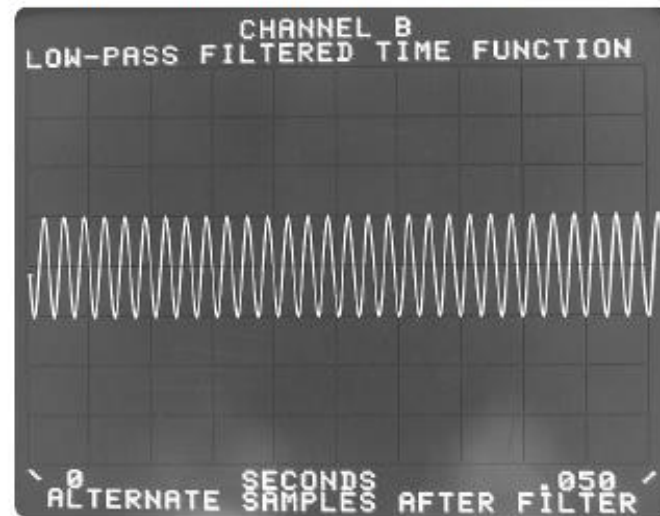 CHANNEL B
LOW-PASS FILTERED TIME FUNCTION
0 SECONDS .050
ALTERNATE SAMPLES AFTER FILTER